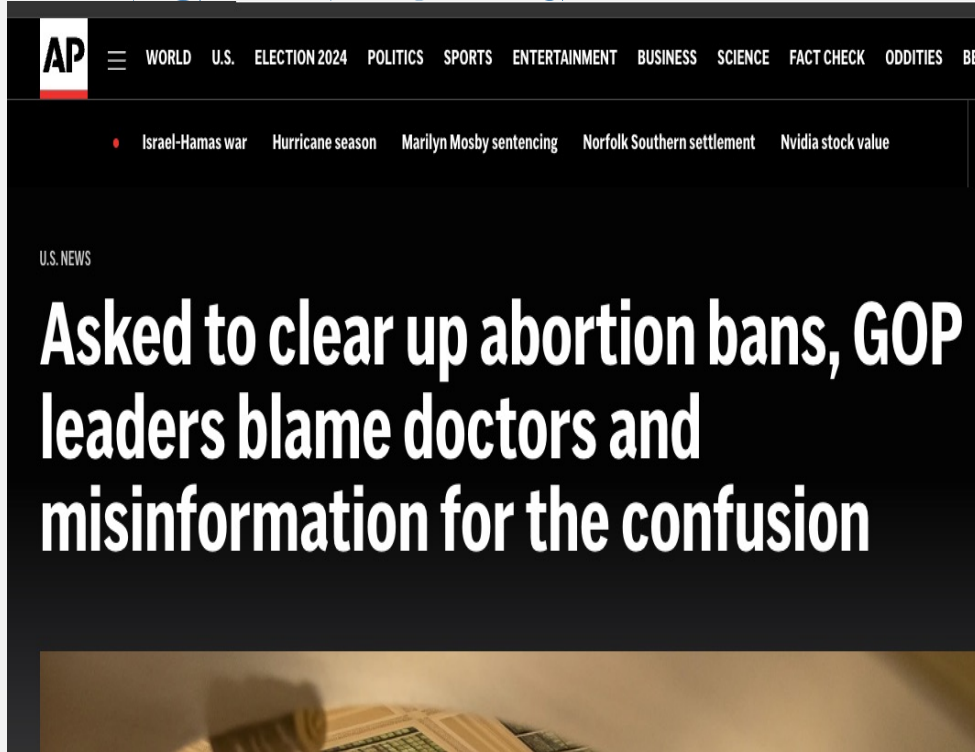 AP
WORLD U.S. ELECTION 2024 POLITICS SPORTS ENTERTAINMENT BUSINESS SCIENCE FACT CHECK ODDITIES
Israel-Hamas war Hurricane season Marilyn Mosby sentencing Norfolk Southern settlement Nvidia stock value
U.S. NEWS
Asked to clear up abortion bans, GOP
leaders blame doctors and
misinformation for the confusion